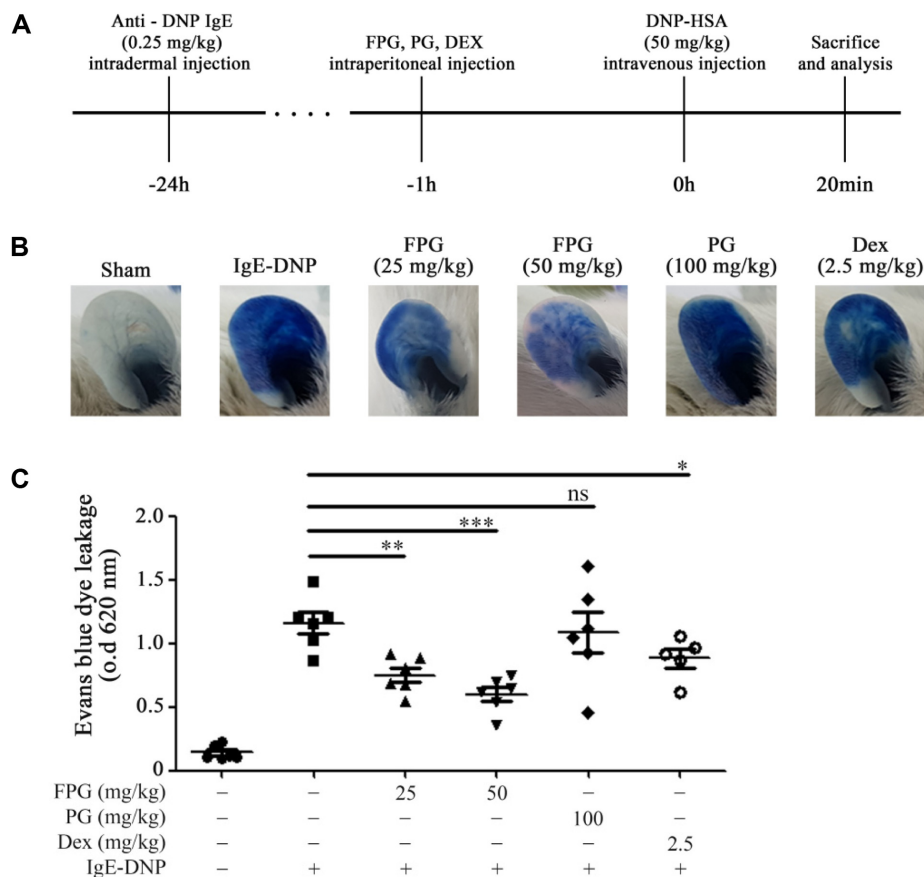 A
Anti - DNP IgE
(0.25 mg/kg)
intradermal injection
FPG, PG, DEX
intraperitoneal injection
DNP-HSA
(50 mg/kg)
intravenous injection
Sacrifice
and analysis
-24h
-1h
0h
20min
B
Sham
IgE-DNP
FPG
(25 mg/kg)
FPG
(50 mg/kg)
PG
(100 mg/kg)
Dex
(2.5 mg/kg)
C
*
ns
***
**
Evans blue dye leakage
(o.d 620 nm)
2.0
1.5
1.0
0.5
0
FPG (mg/kg) – – 25 50 – –
PG (mg/kg) – – – – 100 –
Dex (mg/kg) – – – – – 2.5
IgE-DNP – + + + + +